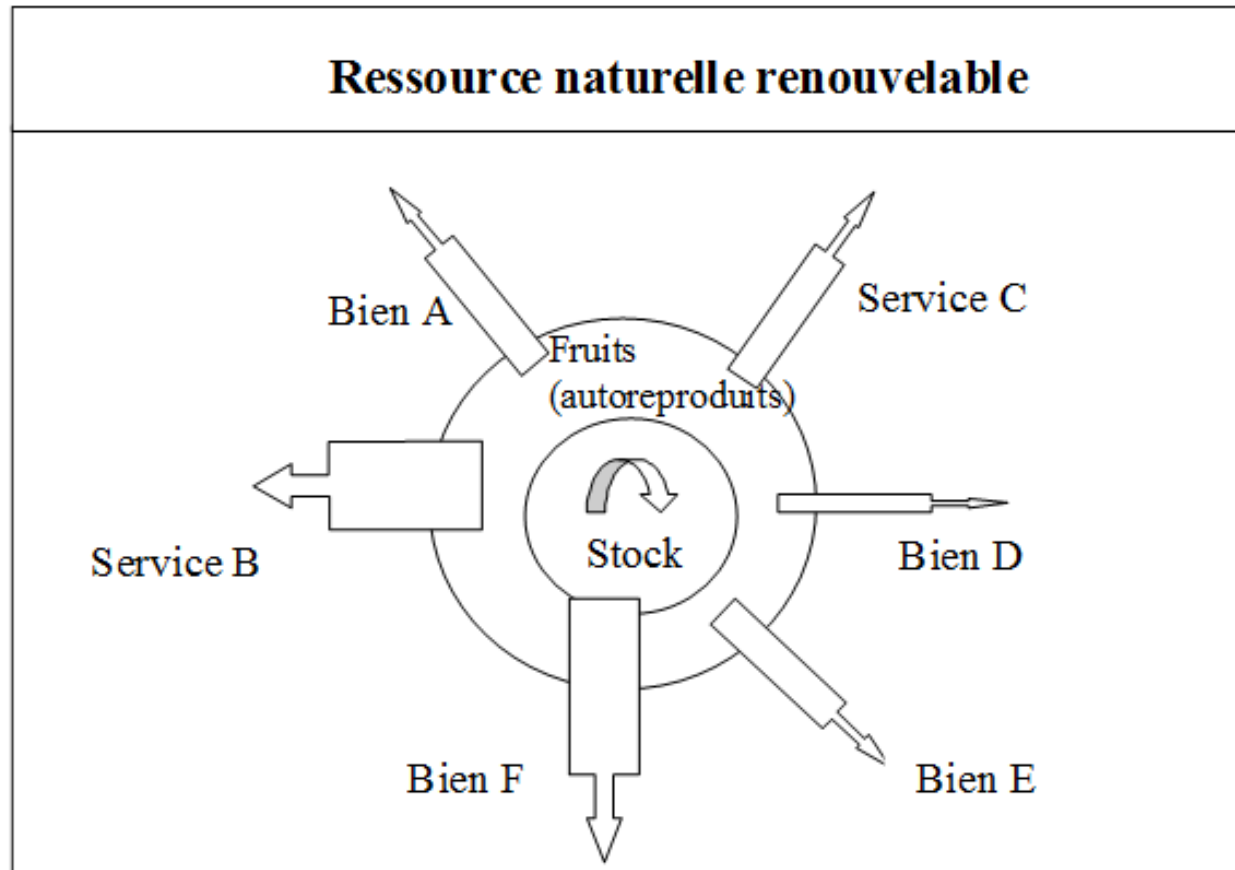 Ressource naturelle renouvelable
Bien A
Service C
Fruits
(autoreproduits)
Stock
Service B
Bien D
Bien F
Bien E